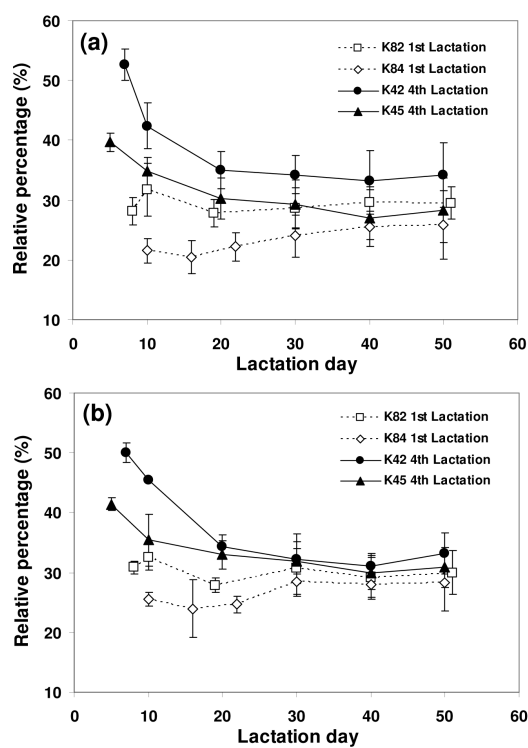 (a)
K82 1st Lactation
K84 1st Lactation
K42 4th Lactation
K45 4th Lactation
Relative percentage (%)
60
50
40
30
20
10
0 10 20 30 40 50 60
Lactation day
(b)
K82 1st Lactation
K84 1st Lactation
K42 4th Lactation
K45 4th Lactation
Relative percentage (%)
60
50
40
30
20
10
0 10 20 30 40 50 60
Lactation day